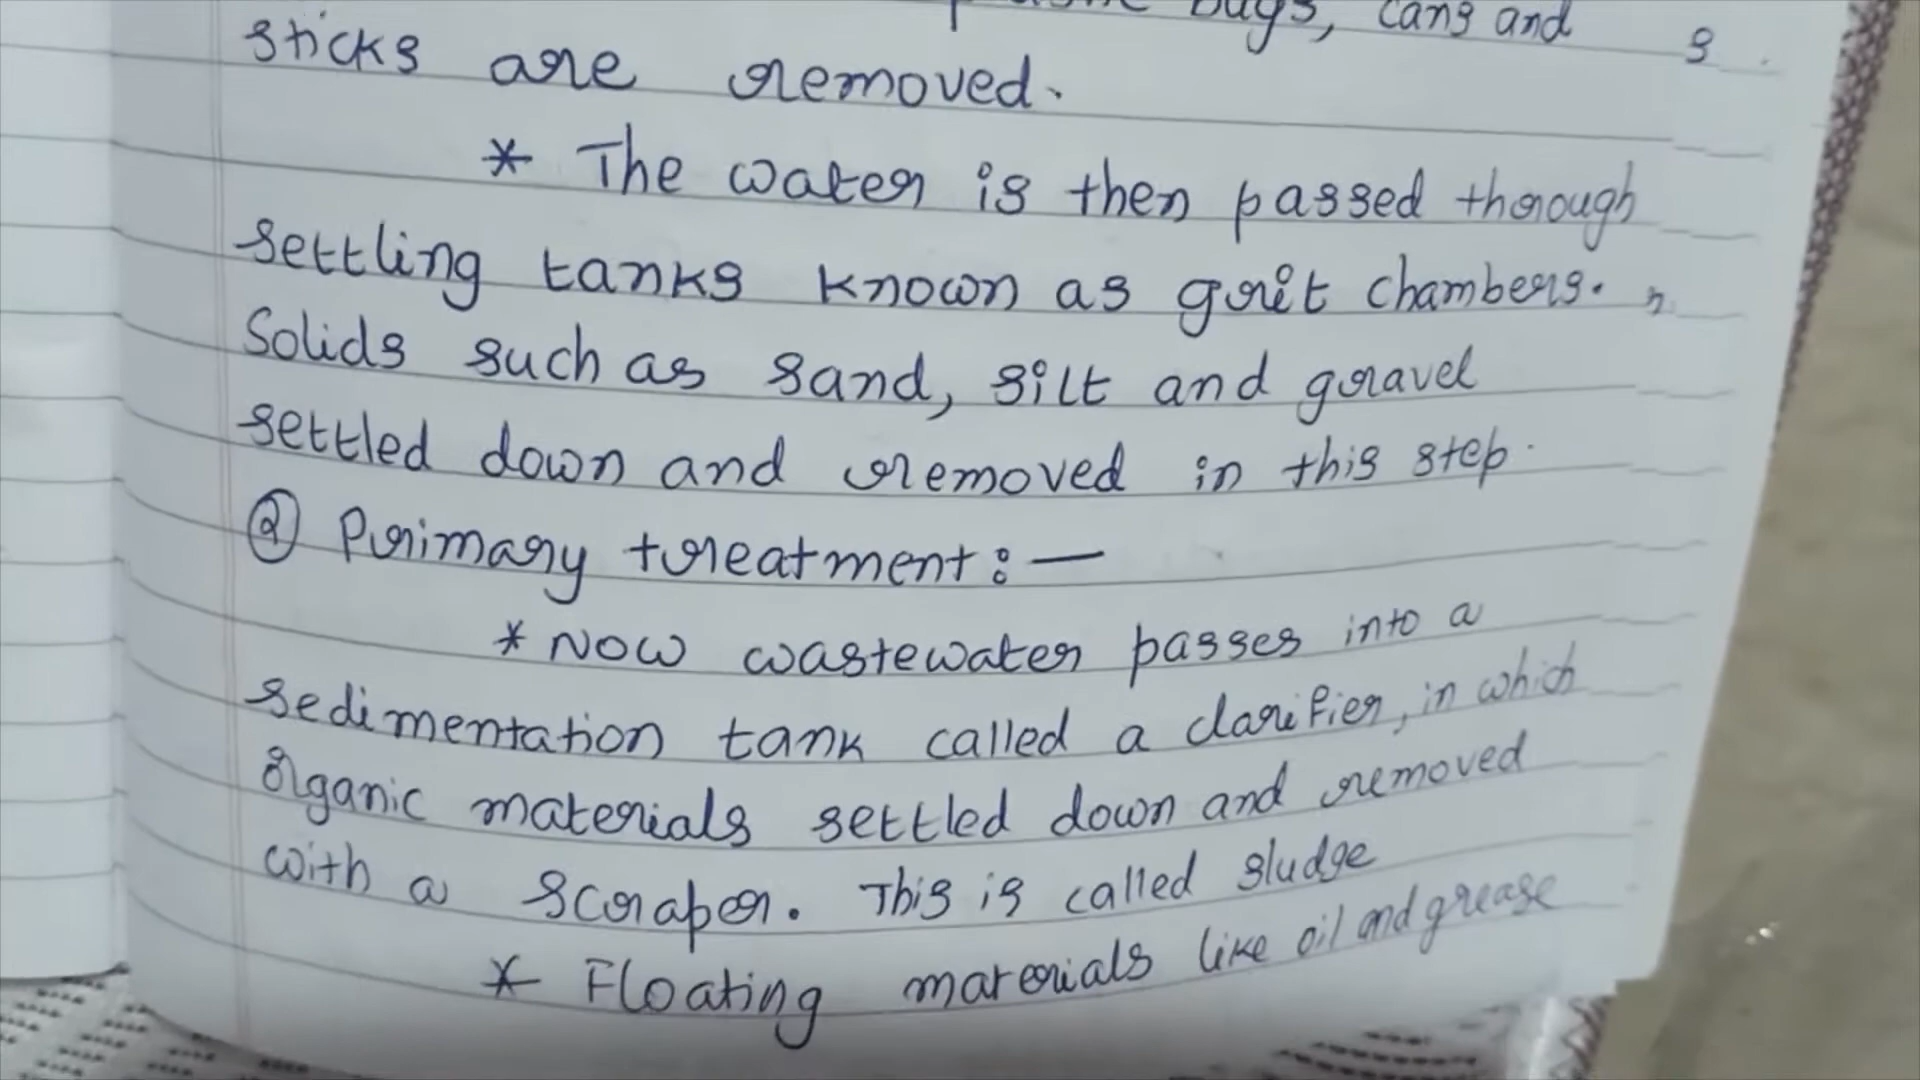 bags, cans and
sticks are removed.
* The water is then passed through
settling tanks known as grit chambers.
Solids such as sand, silt and gravel
settled down and removed in this step.
② Primary treatment : —
* Now wastewater passes into a
sedimentation tank called a clarifier, in which
organic materials settled down and removed
with a scraper. This is called sludge
* Floating materials like oil and grease